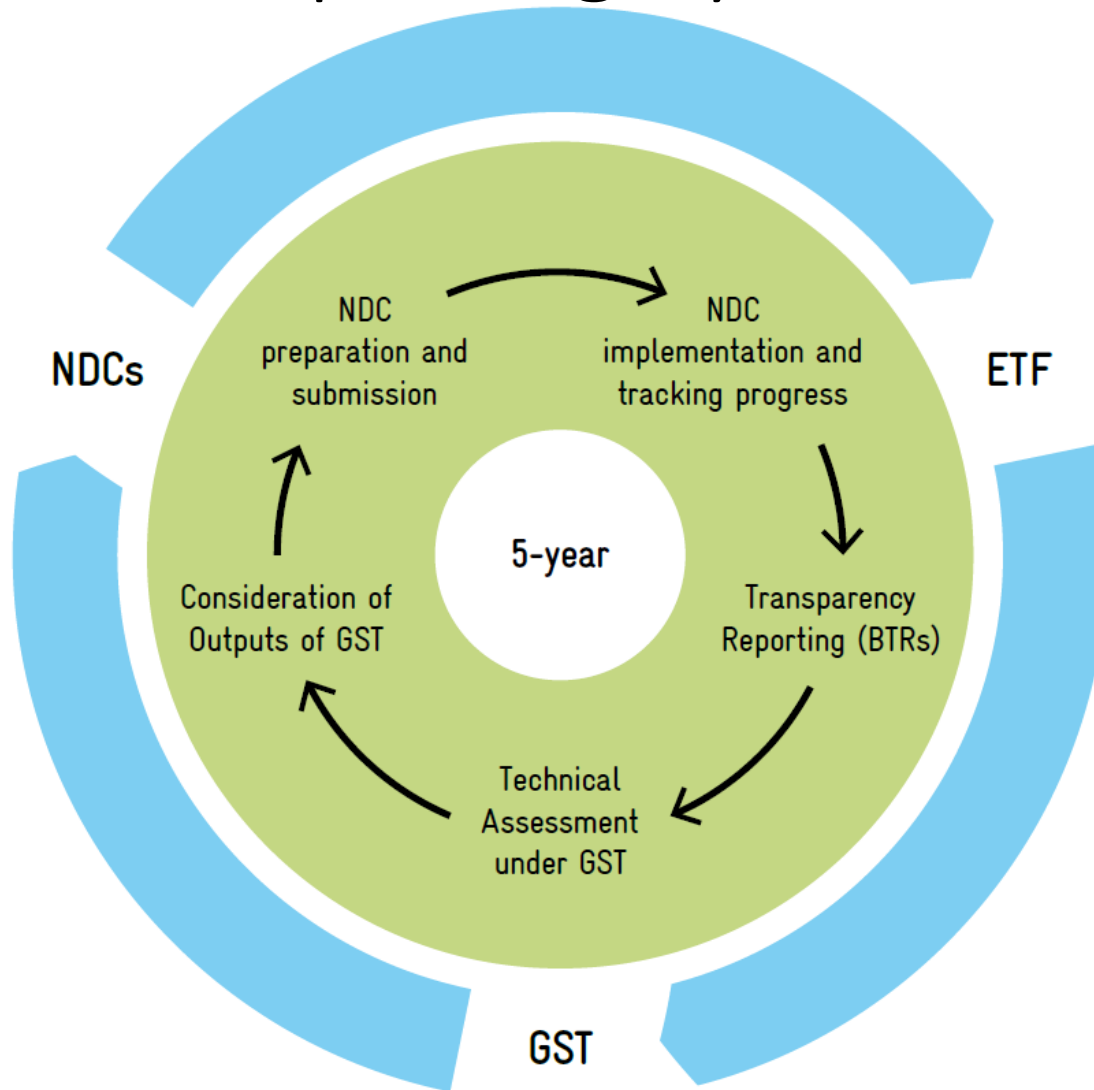 NDCs
ETF
GST
NDC
preparation and
submission
NDC
implementation and
tracking progress
Transparency
Reporting (BTRs)
Technical
Assessment
under GST
Consideration of
Outputs of GST
5-year